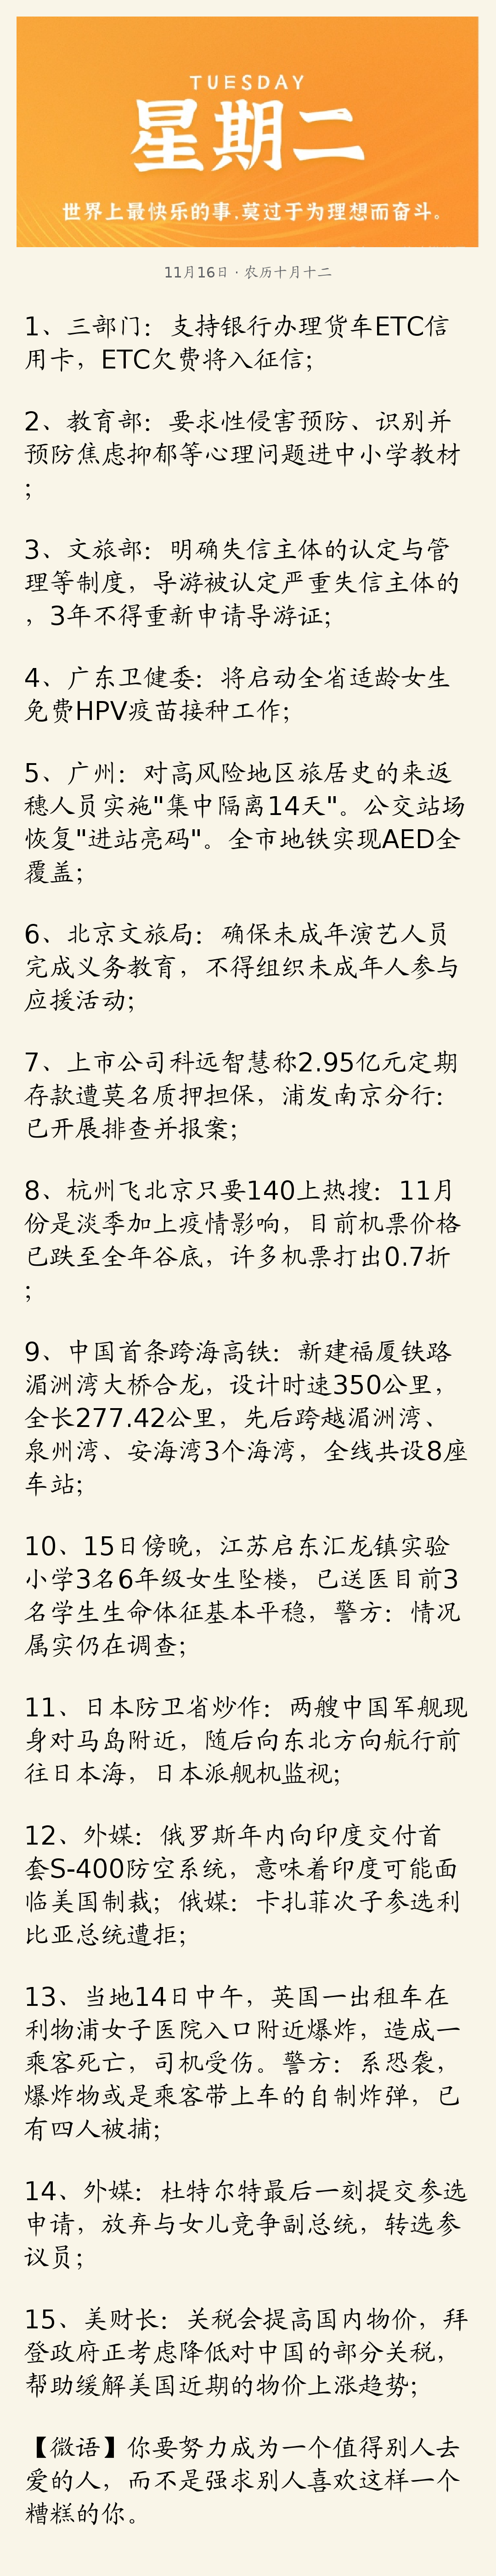 TUESDAY
星期二
世界上最快乐的事,莫过于为理想而奋斗。
11月16日·农历十月十二
1、三部门：支持银行办理货车ETC信
用卡，ETC欠费将入征信；
2、教育部：要求性侵害预防、识别并
预防焦虑抑郁等心理问题进中小学教材
；
3、文旅部：明确失信主体的认定与管
理等制度，导游被认定严重失信主体的
，3年不得重新申请导游证；
4、广东卫健委：将启动全省适龄女生
免费HPV疫苗接种工作；
5、广州：对高风险地区旅居史的来返
穗人员实施"集中隔离14天"。公交站场
恢复"进站亮码"。全市地铁实现AED全
覆盖；
6、北京文旅局：确保未成年演艺人员
完成义务教育，不得组织未成年人参与
应援活动；
7、上市公司科远智慧称2.95亿元定期
存款遭莫名质押担保，浦发南京分行：
已开展排查并报案；
8、杭州飞北京只要140上热搜：11月
份是淡季加上疫情影响，目前机票价格
已跌至全年谷底，许多机票打出0.7折
；
9、中国首条跨海高铁：新建福厦铁路
湄洲湾大桥合龙，设计时速350公里，
全长277.42公里，先后跨越湄洲湾、
泉州湾、安海湾3个海湾，全线共设8座
车站；
10、15日傍晚，江苏启东汇龙镇实验
小学3名6年级女生坠楼，已送医目前3
名学生生命体征基本平稳，警方：情况
属实仍在调查；
11、日本防卫省炒作：两艘中国军舰现
身对马岛附近，随后向东北方向航行前
往日本海，日本派舰机监视；
12、外媒：俄罗斯年内向印度交付首
套S-400防空系统，意味着印度可能面
临美国制裁；俄媒：卡扎菲次子参选利
比亚总统遭拒；
13、当地14日中午，英国一出租车在
利物浦女子医院入口附近爆炸，造成一
乘客死亡，司机受伤。警方：系恐袭，
爆炸物或是乘客带上车的自制炸弹，已
有四人被捕；
14、外媒：杜特尔特最后一刻提交参选
申请，放弃与女儿竞争副总统，转选参
议员；
15、美财长：关税会提高国内物价，拜
登政府正考虑降低对中国的部分关税，
帮助缓解美国近期的物价上涨趋势；
【微语】你要努力成为一个值得别人去
爱的人，而不是强求别人喜欢这样一个
糟糕的你。